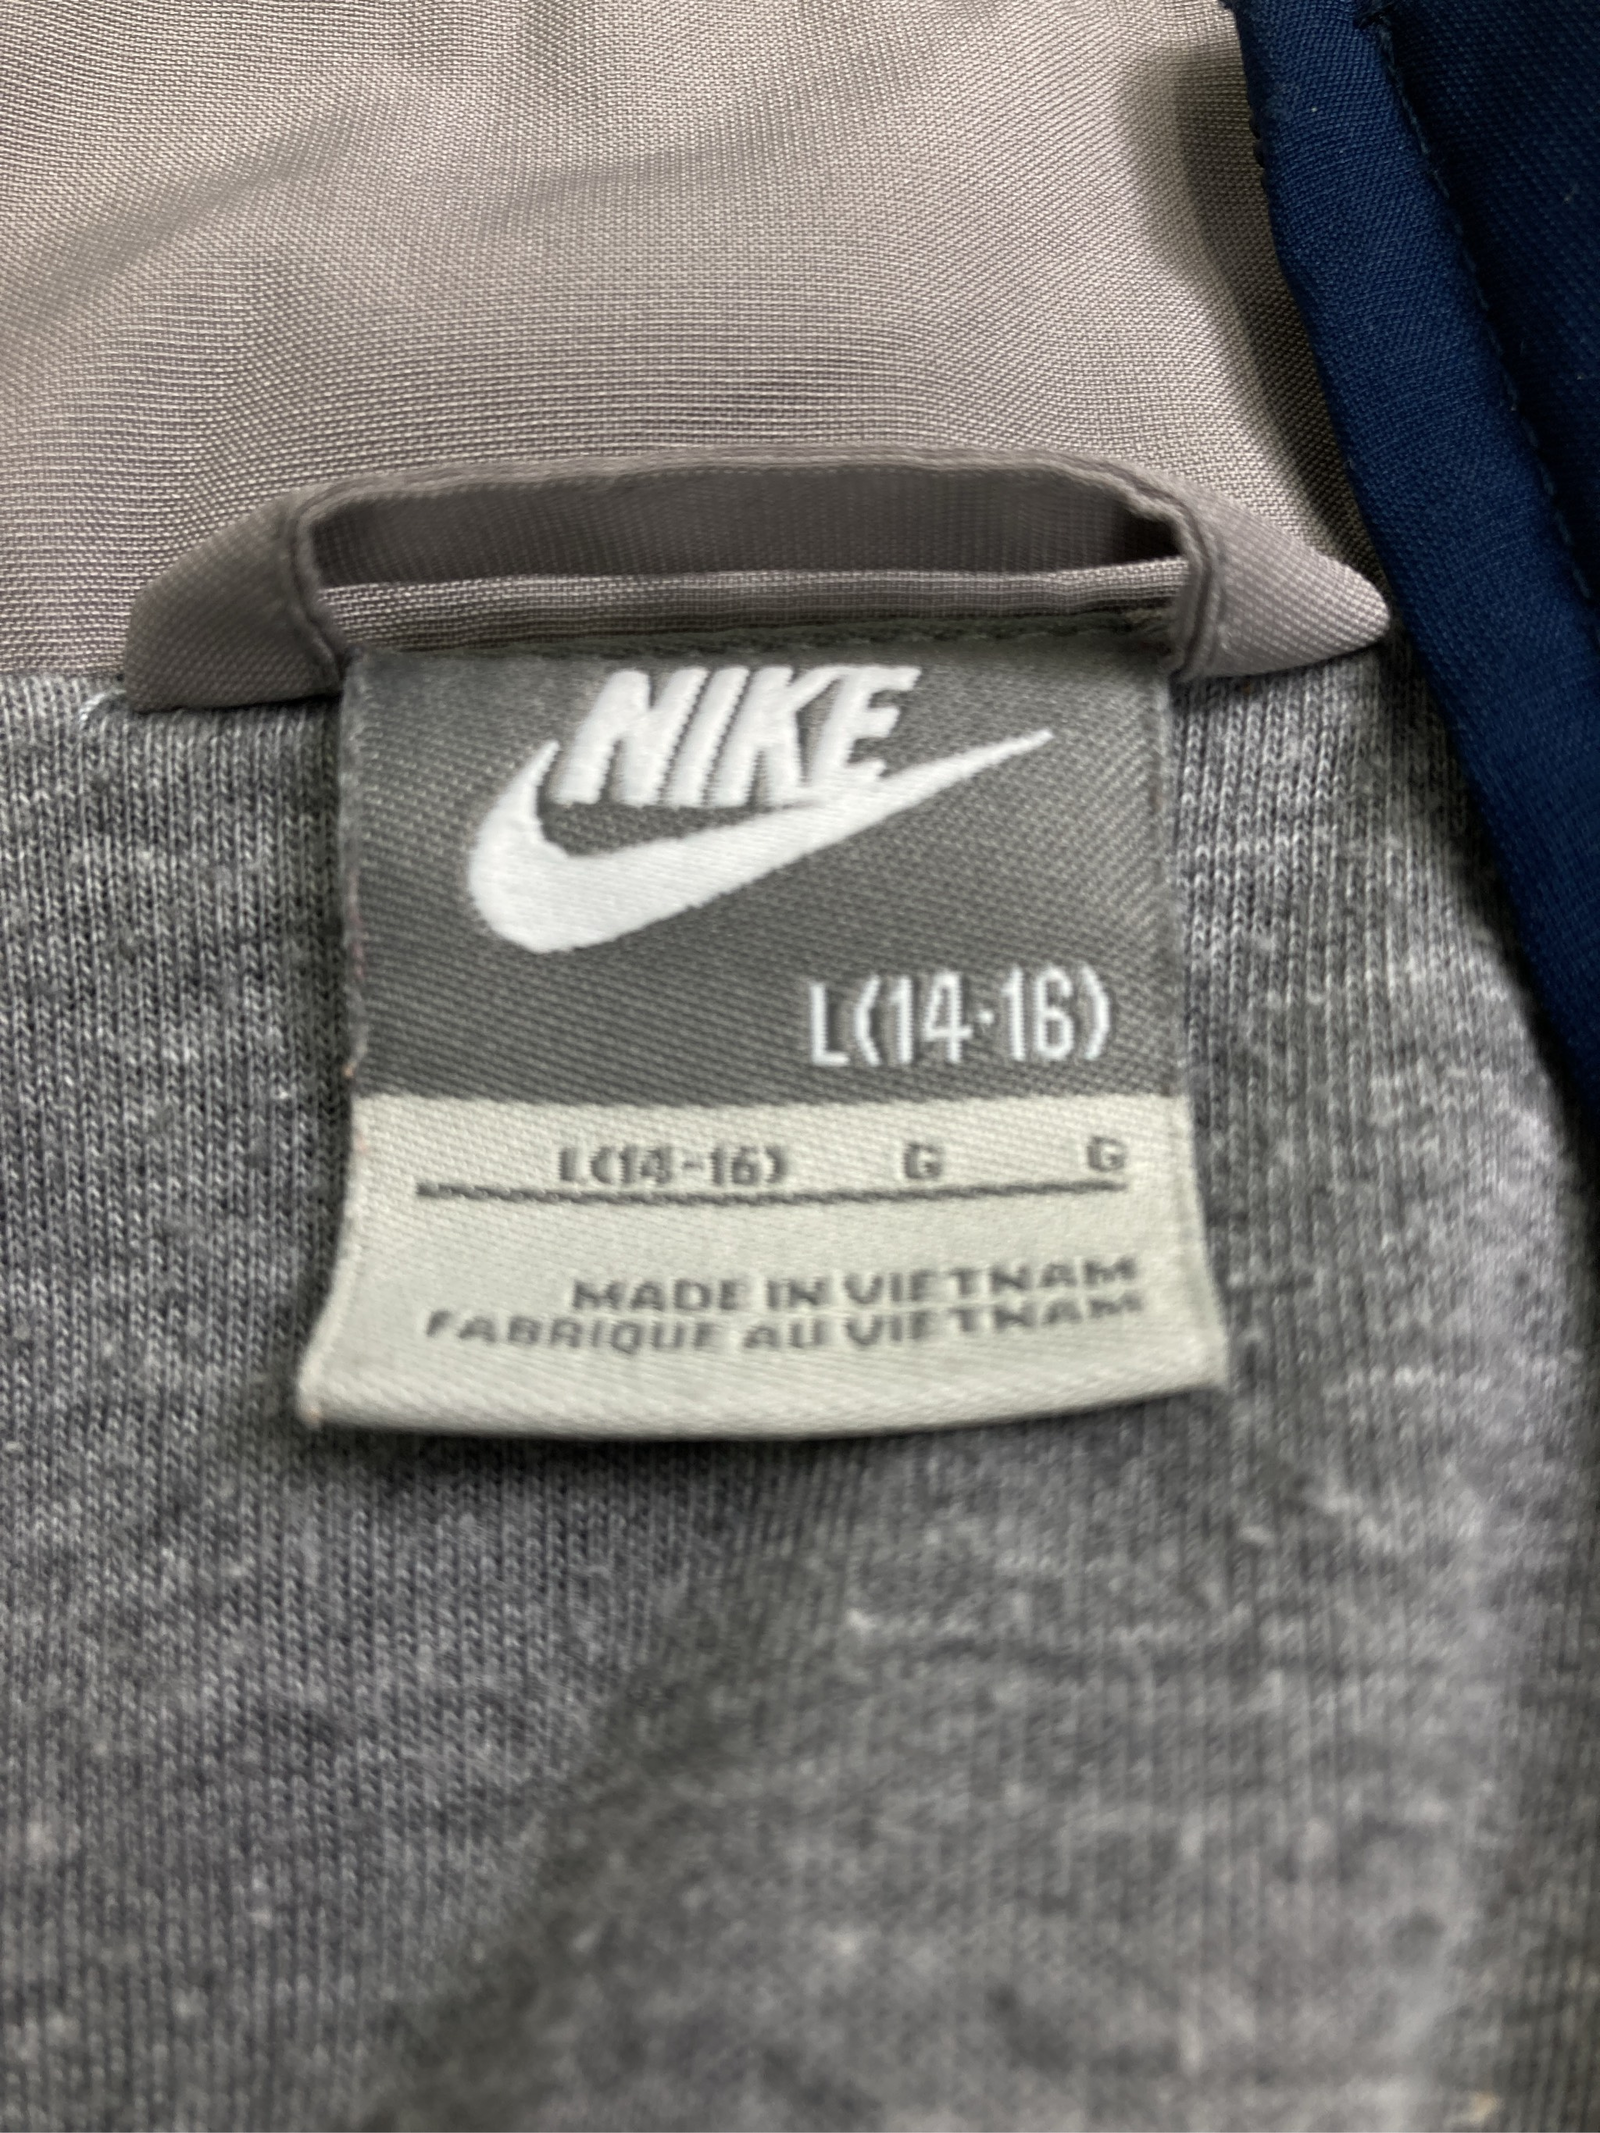 NIKE
L(14-16)
L(14-16) G G
MADE IN VIETNAM
FABRIQUE AU VIETNAM